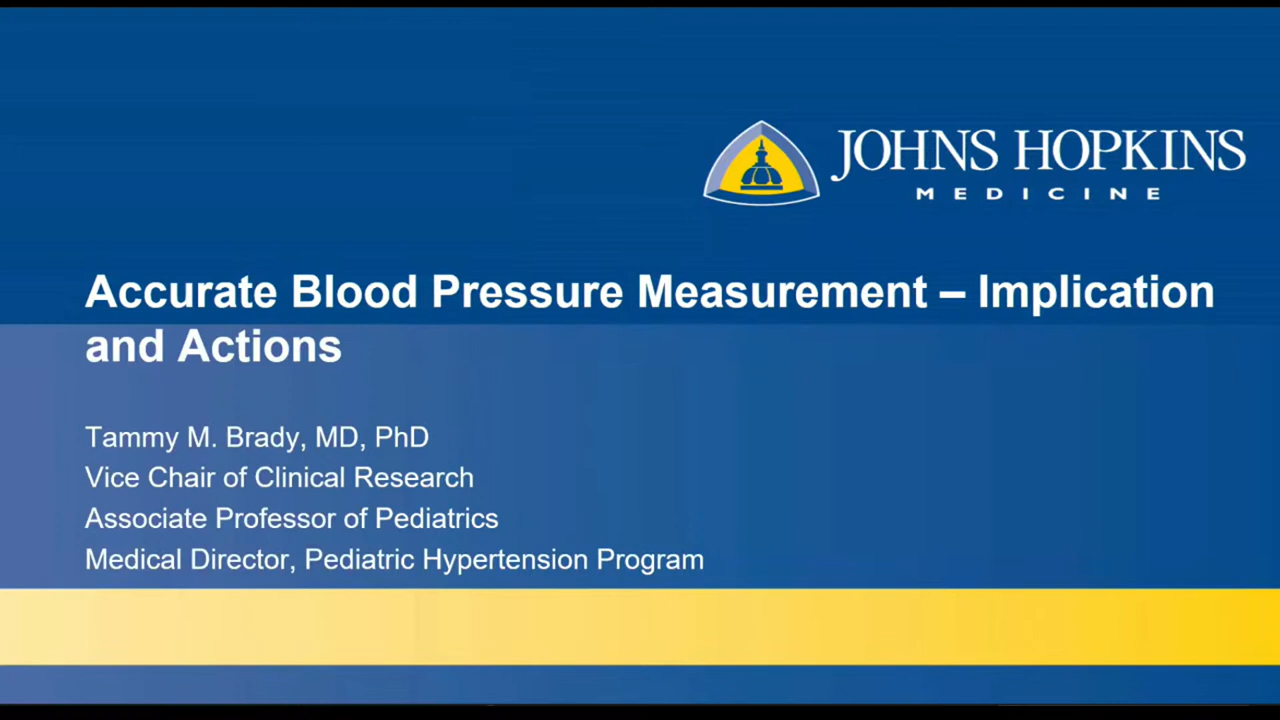 JOHNS HOPKINS
MEDICINE
Accurate Blood Pressure Measurement – Implication
and Actions
Tammy M. Brady, MD, PhD
Vice Chair of Clinical Research
Associate Professor of Pediatrics
Medical Director, Pediatric Hypertension Program